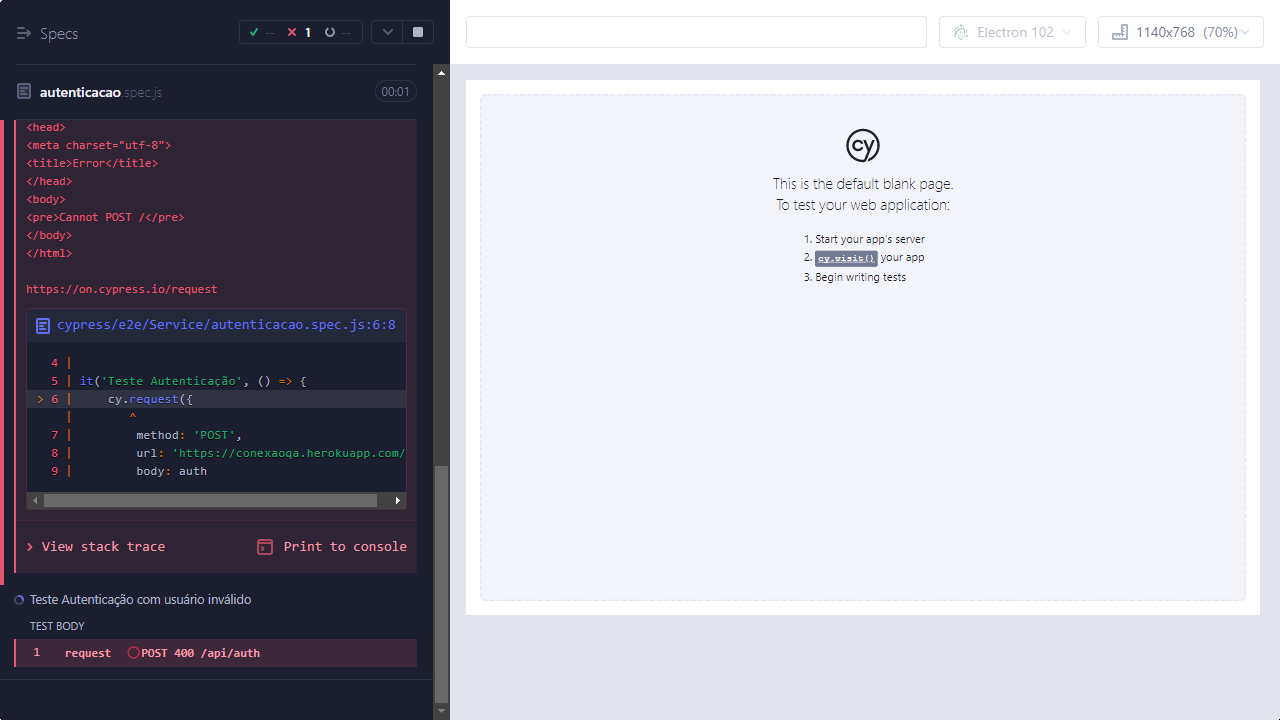 Specs
-- 1 --
autenticacao.spec.js
00:01
<head>
<meta charset="utf-8">
<title>Error</title>
</head>
<body>
<pre>Cannot POST /</pre>
</body>
</html>
https://on.cypress.io/request
cypress/e2e/Service/autenticacao.spec.js:6:8
4 |
5 | it('Teste Autenticação', () => {
> 6 |     cy.request({
|        ^
7 |         method: 'POST',
8 |         url: 'https://conexaoqa.herokuapp.com/
9 |         body: auth
> View stack trace
Print to console
Teste Autenticação com usuário inválido
TEST BODY
1 request POST 400 /api/auth
Electron 102
1140x768 (70%)
cy
This is the default blank page.
To test your web application:
1. Start your app's server
2. cy.visit() your app
3. Begin writing tests